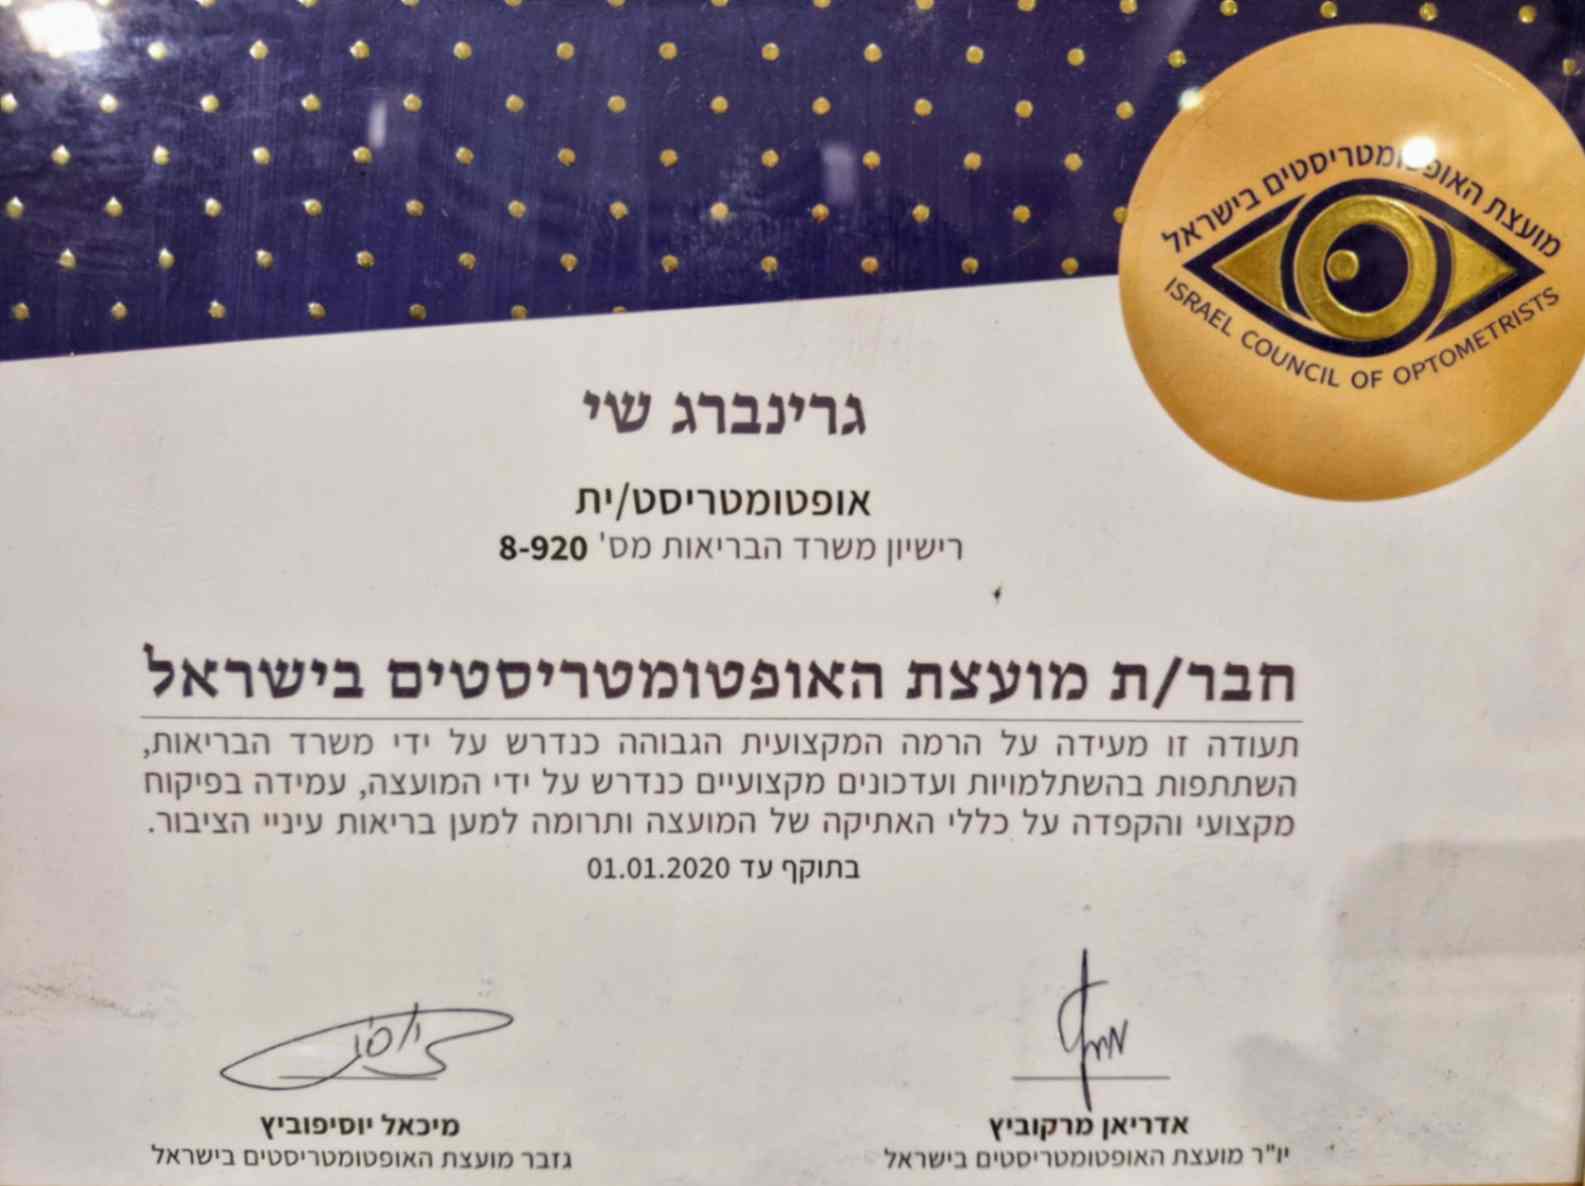 מועצת האופטומטריסטים בישראל
ISRAEL COUNCIL OF OPTOMETRISTS
גרינברג שי
אופטומטריסט/ית
רישיון משרד הבריאות מס' 8-920
חבר/ת מועצת האופטומטריסטים בישראל
תעודה זו מעידה על הרמה המקצועית הגבוהה כנדרש על ידי משרד הבריאות,
השתתפות בהשתלמויות ועדכונים מקצועיים כנדרש על ידי המועצה, עמידה בפיקוח
מקצועי והקפדה על כללי האתיקה של המועצה ותרומה למען בריאות עיניי הציבור.
בתוקף עד 01.01.2020
אדריאן מרקוביץ
יו"ר מועצת האופטומטריסטים בישראל
מיכאל יוסיפוביץ
גזבר מועצת האופטומטריסטים בישראל